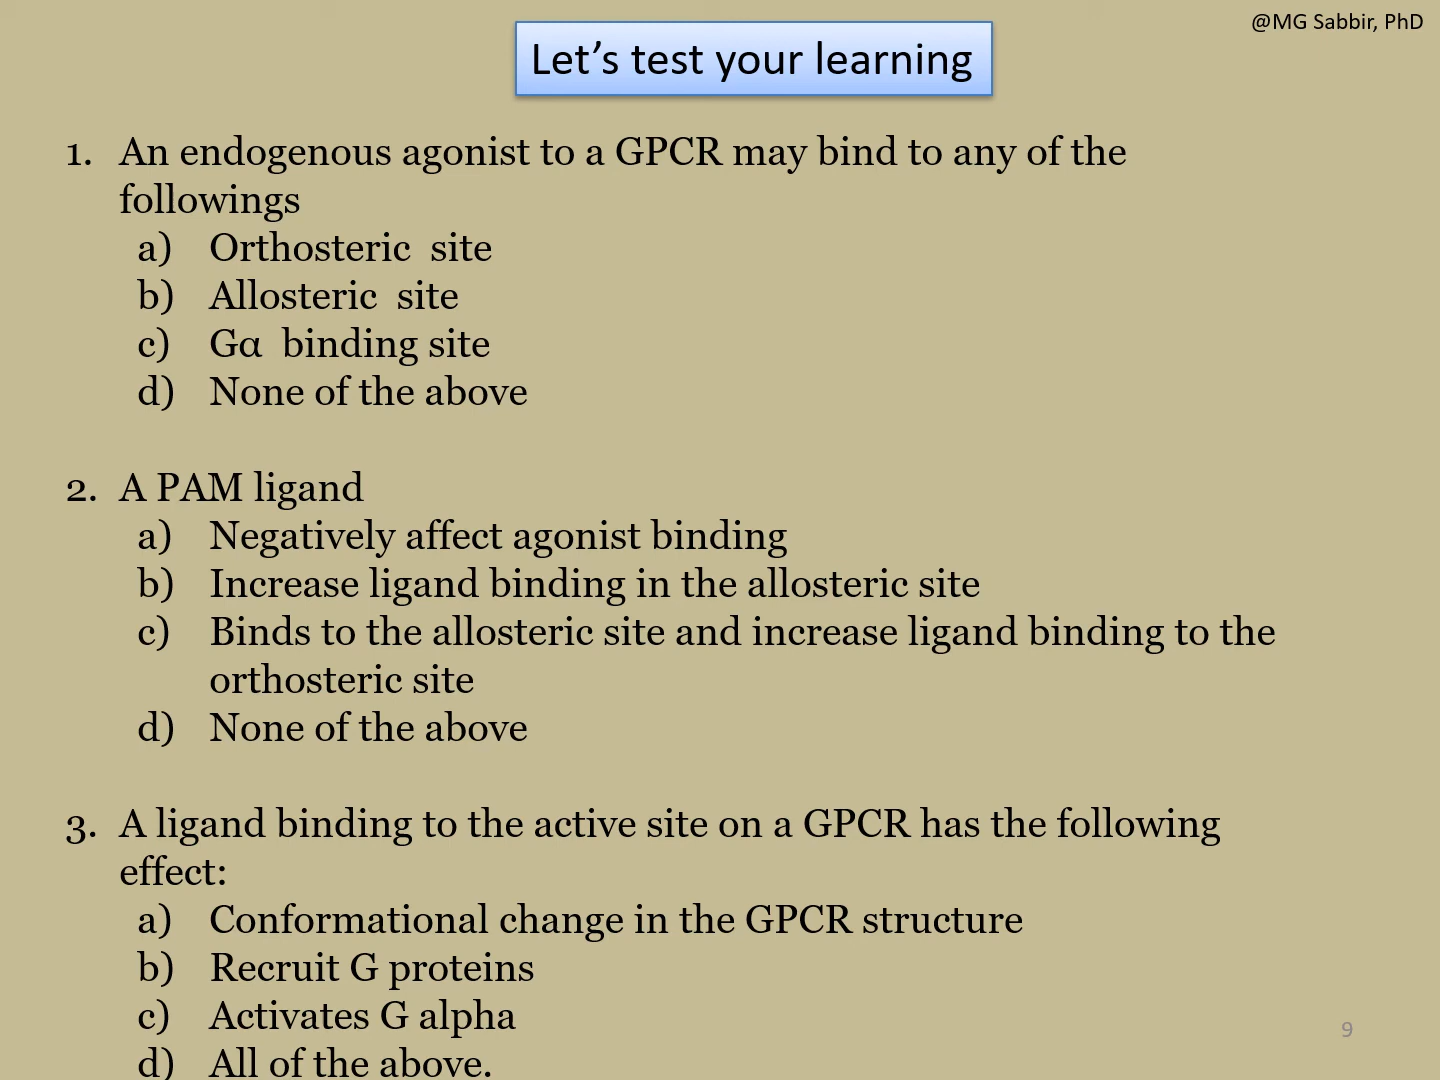 @MG Sabbir, PhD
Let’s test your learning
1. An endogenous agonist to a GPCR may bind to any of the
followings
a) Orthosteric site
b) Allosteric site
c) Gα binding site
d) None of the above
2. A PAM ligand
a) Negatively affect agonist binding
b) Increase ligand binding in the allosteric site
c) Binds to the allosteric site and increase ligand binding to the
orthosteric site
d) None of the above
3. A ligand binding to the active site on a GPCR has the following
effect:
a) Conformational change in the GPCR structure
b) Recruit G proteins
c) Activates G alpha
d) All of the above.
9